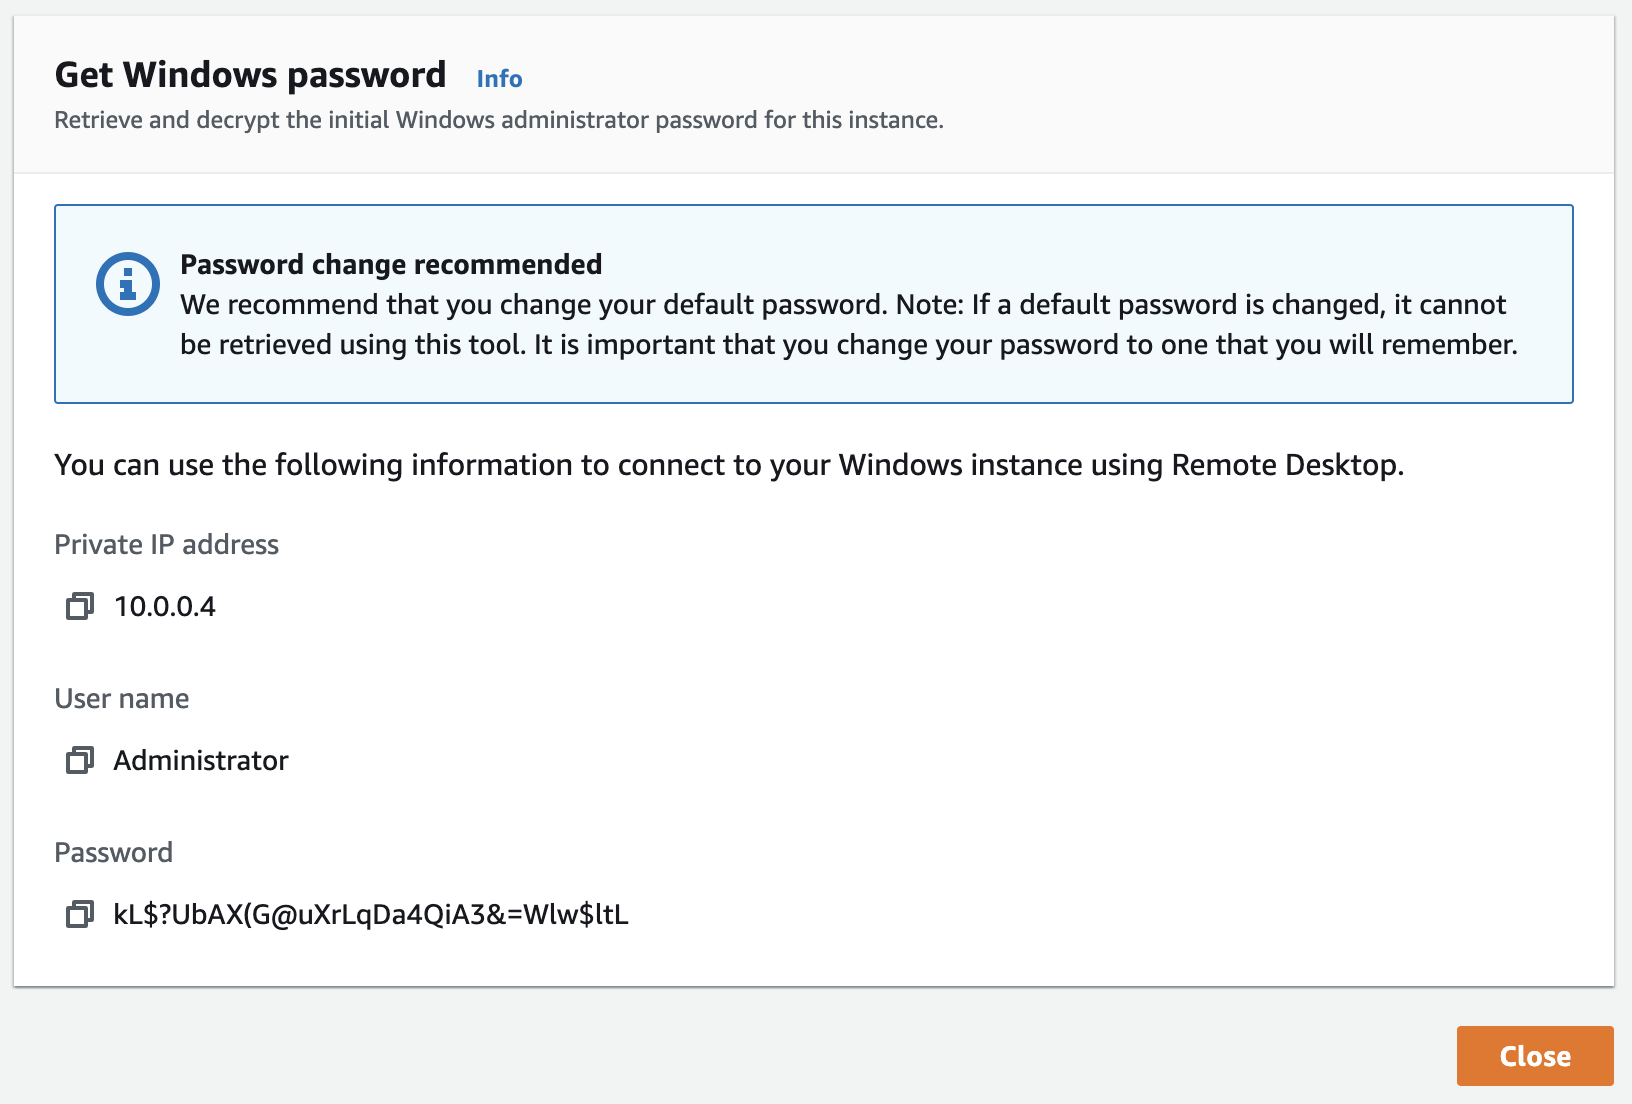 Get Windows password Info
Retrieve and decrypt the initial Windows administrator password for this instance.
Password change recommended
We recommend that you change your default password. Note: If a default password is changed, it cannot
be retrieved using this tool. It is important that you change your password to one that you will remember.
You can use the following information to connect to your Windows instance using Remote Desktop.
Private IP address
10.0.0.4
User name
Administrator
Password
kL$?UbAX(G@uXrLqDa4QiA3&=Wlw$ltL
Close